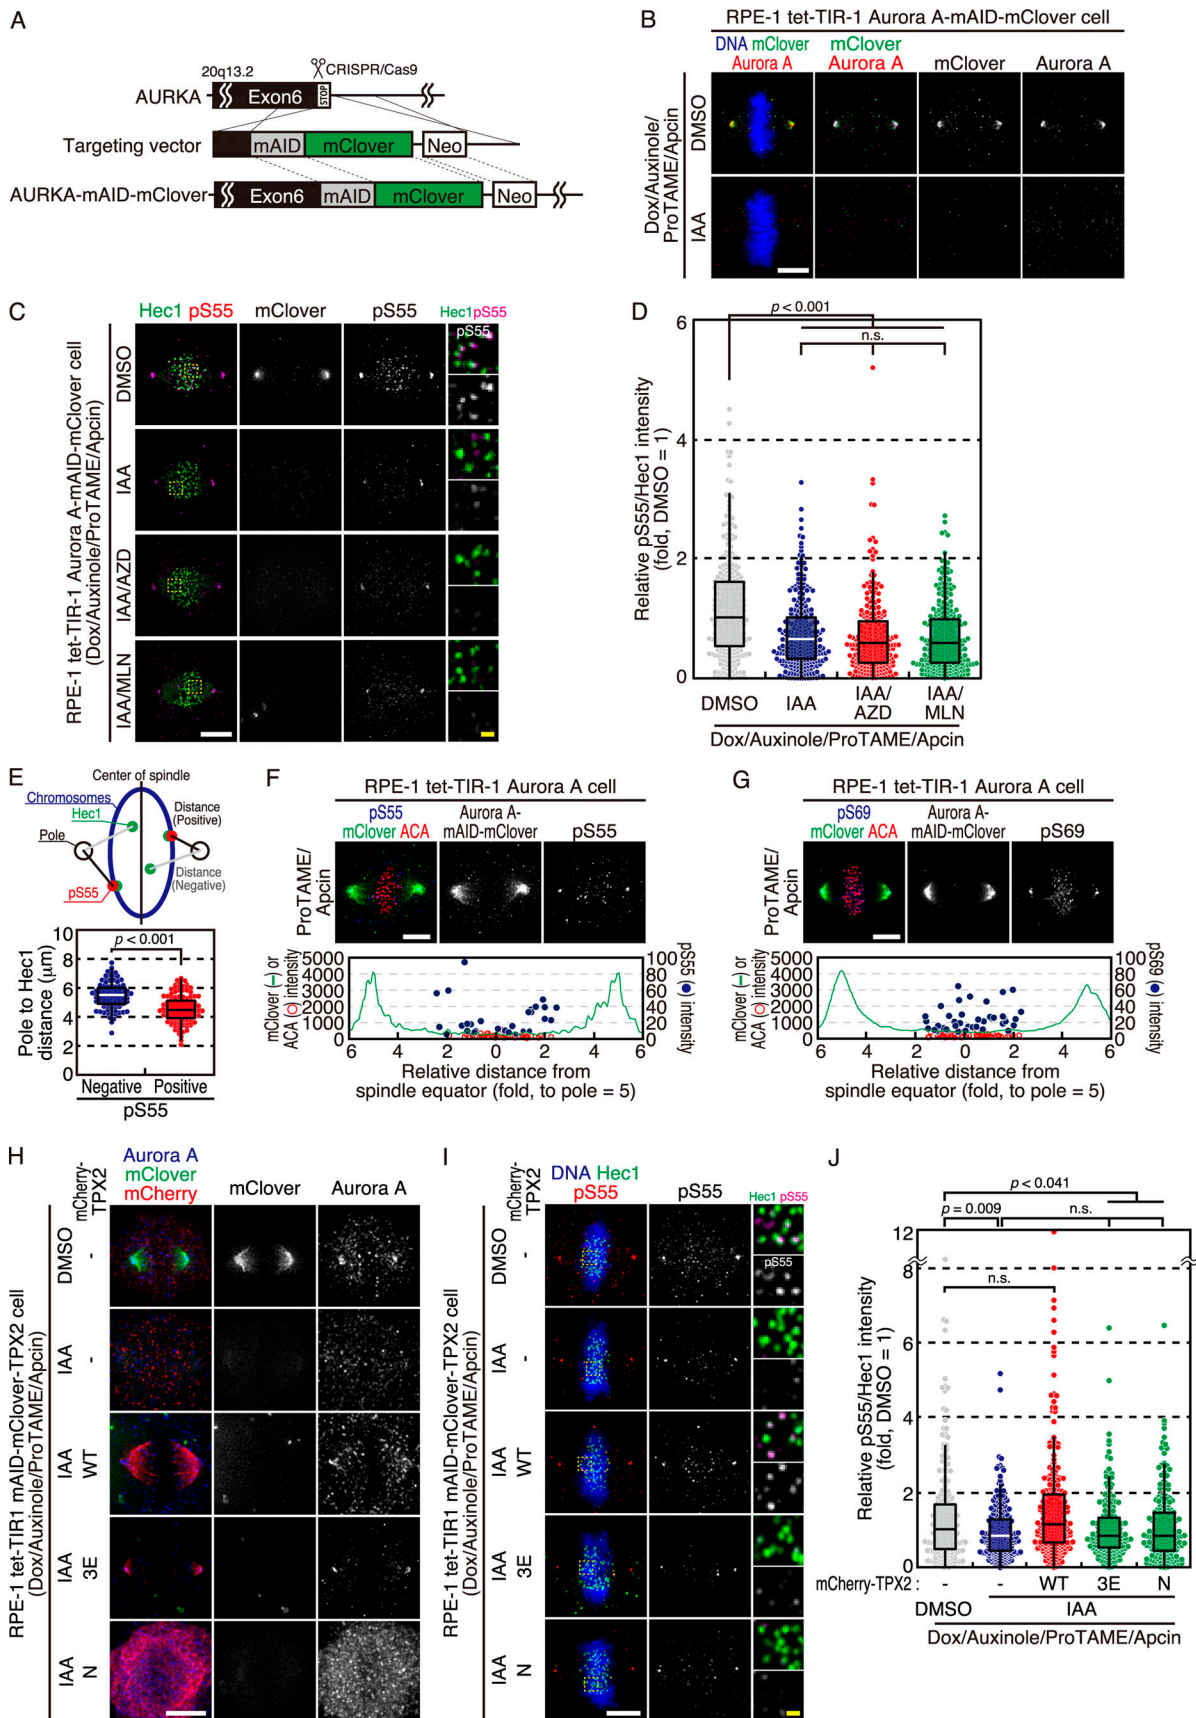 A
20q13.2
CRISPR/Cas9
AURKA
Exon6
STOP
Targeting vector
mAID
mClover
Neo
AURKA-mAID-mClover
Exon6
mAID
mClover
Neo
B
RPE-1 tet-TIR-1 Aurora A-mAID-mClover cell
DNA mClover
Aurora A
mClover
Aurora A
mClover
Aurora A
Dox/Auxinole/
ProTAME/Apcin
DMSO
IAA
C
Hec1 pS55
mClover
pS55
Hec1 pS55
pS55
RPE-1 tet-TIR-1 Aurora A-mAID-mClover cell
(Dox/Auxinole/ProTAME/Apcin)
DMSO
IAA
IAA/AZD
IAA/MLN
D
p < 0.001
n.s.
Relative pS55/Hec1 intensity
(fold, DMSO = 1)
6
4
2
0
DMSO
IAA
IAA/
AZD
IAA/
MLN
Dox/Auxinole/ProTAME/Apcin
E
Center of spindle
Chromosomes
Hec1
Pole
pS55
Distance
(Positive)
Distance
(Negative)
p < 0.001
Pole to Hec1
distance (μm)
10
8
6
4
2
0
Negative
Positive
pS55
F
RPE-1 tet-TIR-1 Aurora A cell
pS55
mClover ACA
Aurora A-
mAID-mClover
pS55
ProTAME/
Apcin
mClover (–) or
ACA (○) intensity
5000
4000
3000
2000
1000
100
80
60
40
20
0
pS55 (●) intensity
6
4
2
0
2
4
6
Relative distance from
spindle equator (fold, to pole = 5)
G
RPE-1 tet-TIR-1 Aurora A cell
pS69
mClover ACA
Aurora A-
mAID-mClover
pS69
ProTAME/
Apcin
mClover (–) or
ACA (○) intensity
5000
4000
3000
2000
1000
100
80
60
40
20
0
pS69 (●) intensity
6
4
2
0
2
4
6
Relative distance from
spindle equator (fold, to pole = 5)
H
mCherry-
TPX2
Aurora A
mClover
mCherry
mClover
Aurora A
RPE-1 tet-TIR1 mAID-mClover-TPX2 cell
(Dox/Auxinole/ProTAME/Apcin)
DMSO
-
IAA
-
IAA
WT
IAA
3E
IAA
N
I
mCherry-
TPX2
DNA Hec1
pS55
pS55
Hec1 pS55
pS55
RPE-1 tet-TIR1 mAID-mClover-TPX2 cell
(Dox/Auxinole/ProTAME/Apcin)
DMSO
-
IAA
-
IAA
WT
IAA
3E
IAA
N
J
p < 0.041
p = 0.009
n.s.
n.s.
Relative pS55/Hec1 intensity
(fold, DMSO = 1)
12
8
6
4
2
0
mCherry-TPX2 :
-
-
WT
3E
N
DMSO
IAA
Dox/Auxinole/ProTAME/Apcin